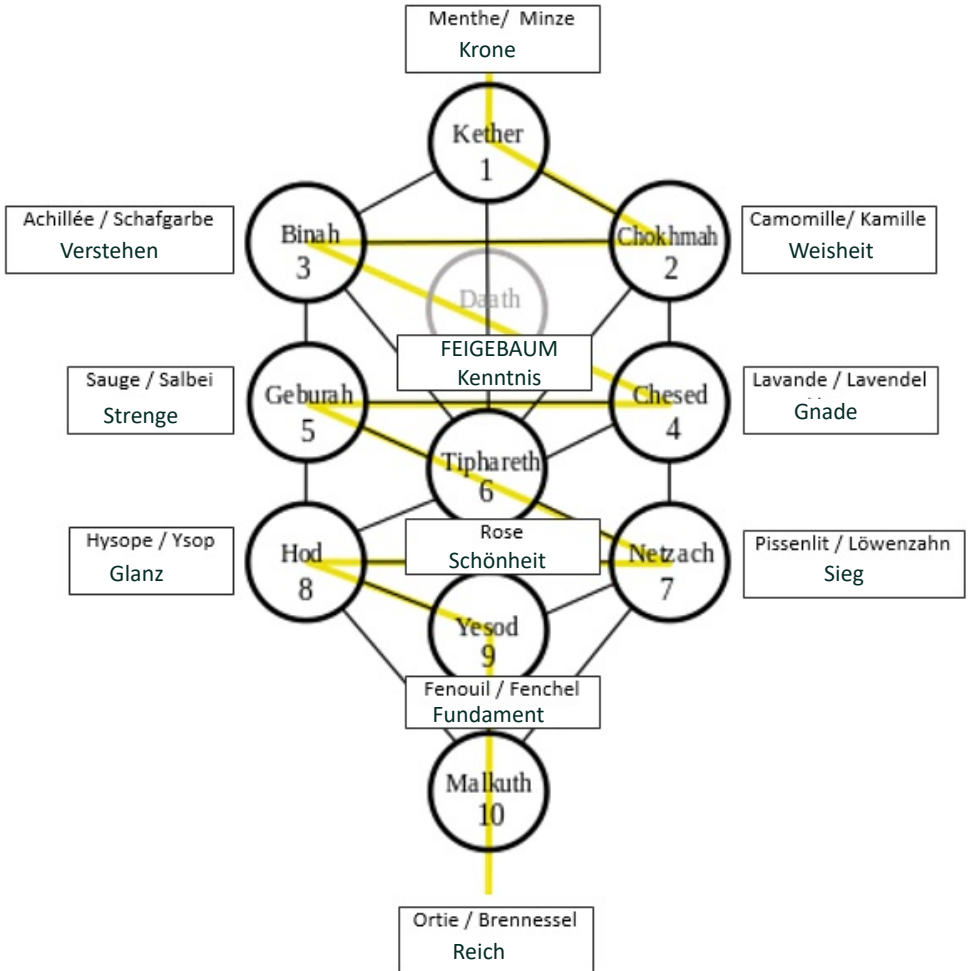 Menthe/ Minze
Krone
Kether
1
Achillée / Schafgarbe
Verstehen
Binah
3
Chokhmah
2
Camomille/ Kamille
Weisheit
Daath
FEIGEBAUM
Kenntnis
Sauge / Salbei
Strenge
Geburah
5
Chesed
4
Lavande / Lavendel
Gnade
Tiphareth
6
Rose
Schönheit
Hysope / Ysop
Glanz
Hod
8
Netzach
7
Pissenlit / Löwenzahn
Sieg
Yesod
9
Fenouil / Fenchel
Fundament
Malkuth
10
Ortie / Brennessel
Reich